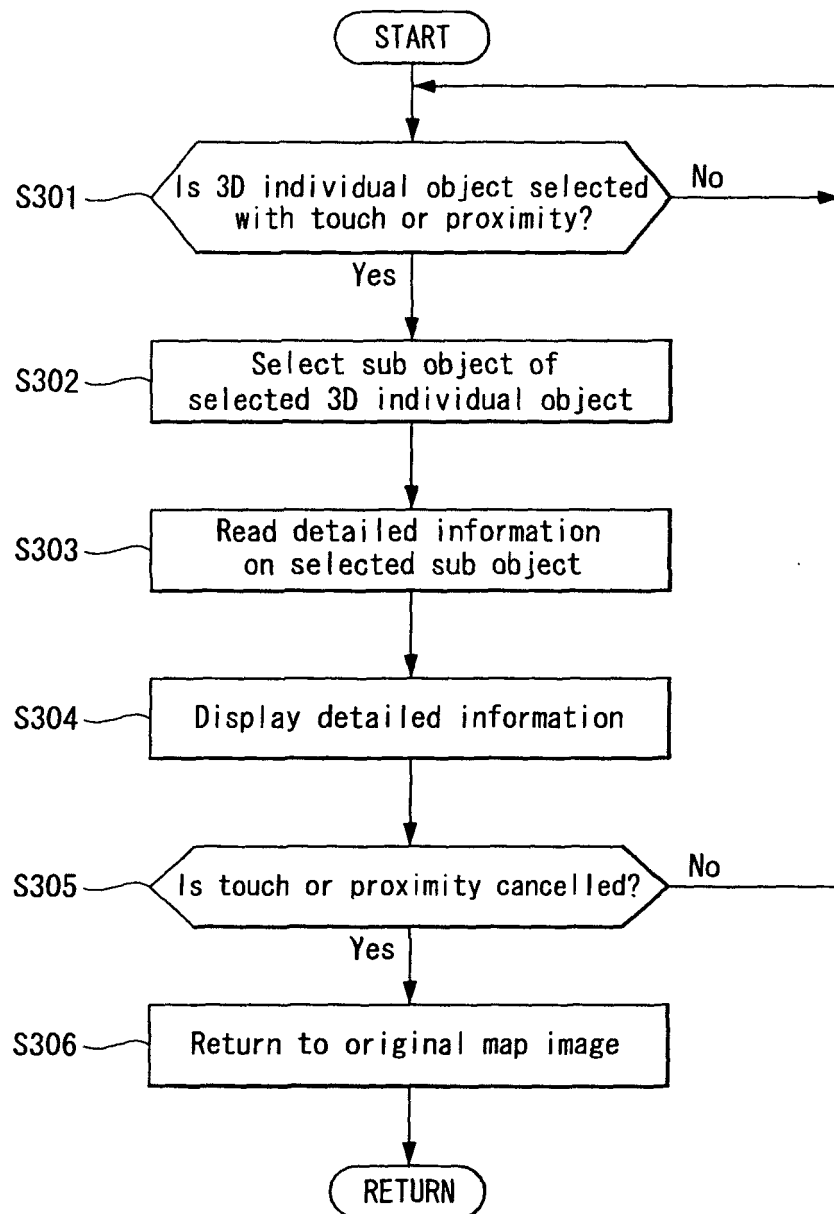 START
S301
Is 3D individual object selected
with touch or proximity?
No
Yes
S302
Select sub object of
selected 3D individual object
S303
Read detailed information
on selected sub object
S304
Display detailed information
S305
Is touch or proximity cancelled?
No
Yes
S306
Return to original map image
RETURN